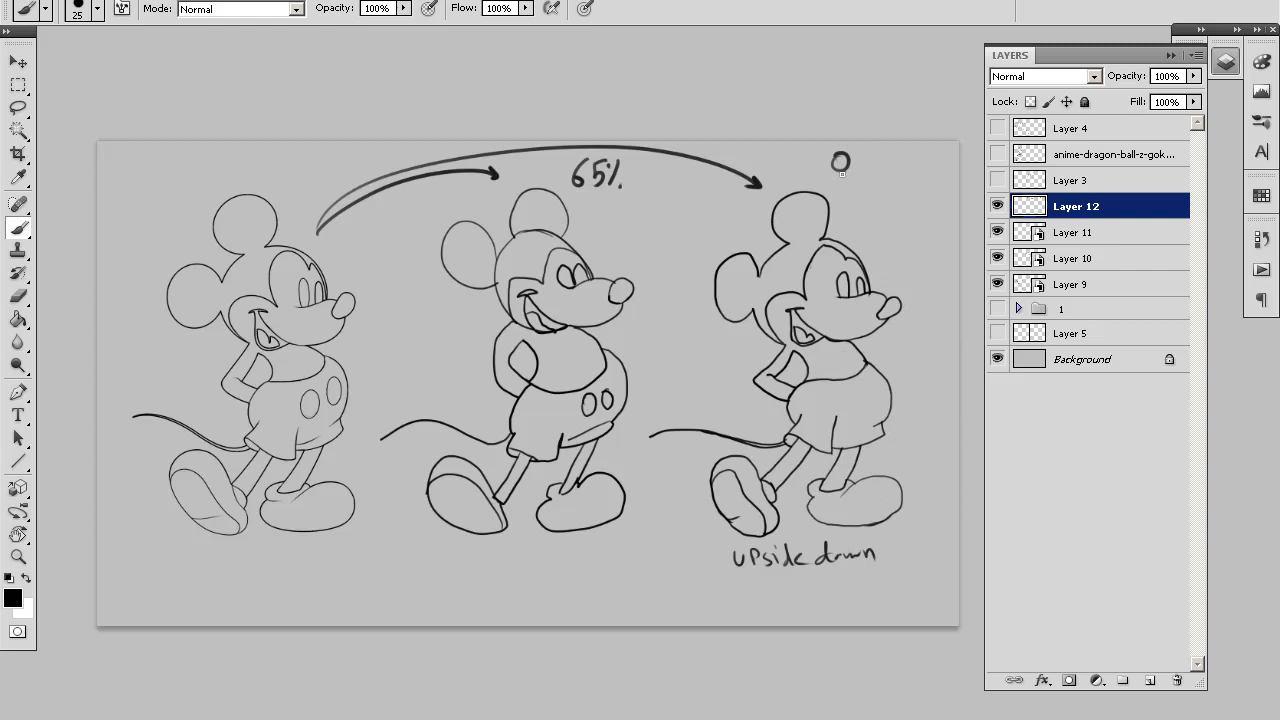 25
Mode: Normal
Opacity: 100%
Flow: 100%
LAYERS
Normal
Opacity: 100%
Lock:
Fill: 100%
Layer 4
anime-dragon-ball-z-gok...
Layer 3
Layer 12
Layer 11
Layer 10
Layer 9
1
Layer 5
Background
65%
upside down